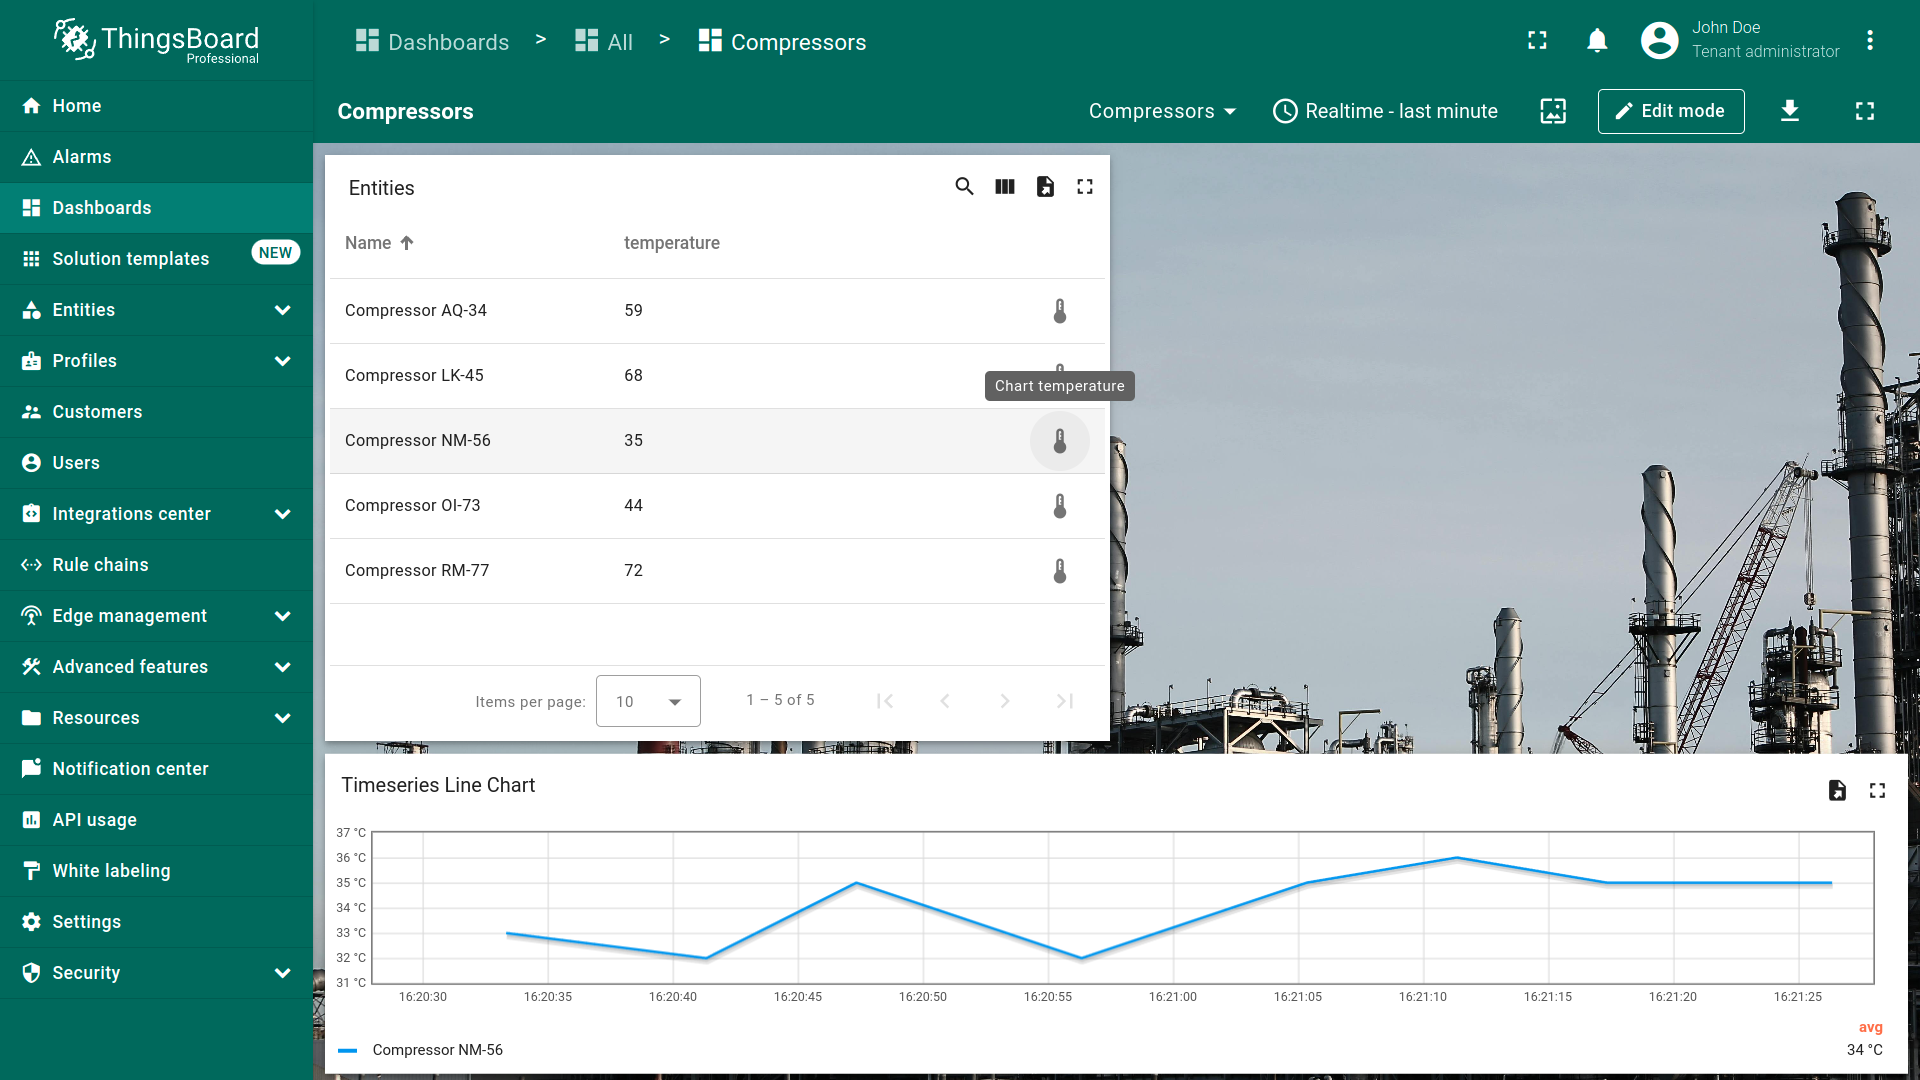 ThingsBoard
Professional
Dashboards > All > Compressors
John Doe
Tenant administrator
Home
Alarms
Dashboards
Solution templates NEW
Entities
Profiles
Customers
Users
Integrations center
Rule chains
Edge management
Advanced features
Resources
Notification center
API usage
White labeling
Settings
Security
Compressors
Compressors
Realtime - last minute
Edit mode
Entities
Name temperature
Compressor AQ-34 59
Compressor LK-45 68
Chart temperature
Compressor NM-56 35
Compressor OI-73 44
Compressor RM-77 72
Items per page: 10 1 – 5 of 5
Timeseries Line Chart
37 °C
36 °C
35 °C
34 °C
33 °C
32 °C
31 °C
16:20:30 16:20:35 16:20:40 16:20:45 16:20:50 16:20:55 16:21:00 16:21:05 16:21:10 16:21:15 16:21:20 16:21:25
avg
Compressor NM-56 34 °C